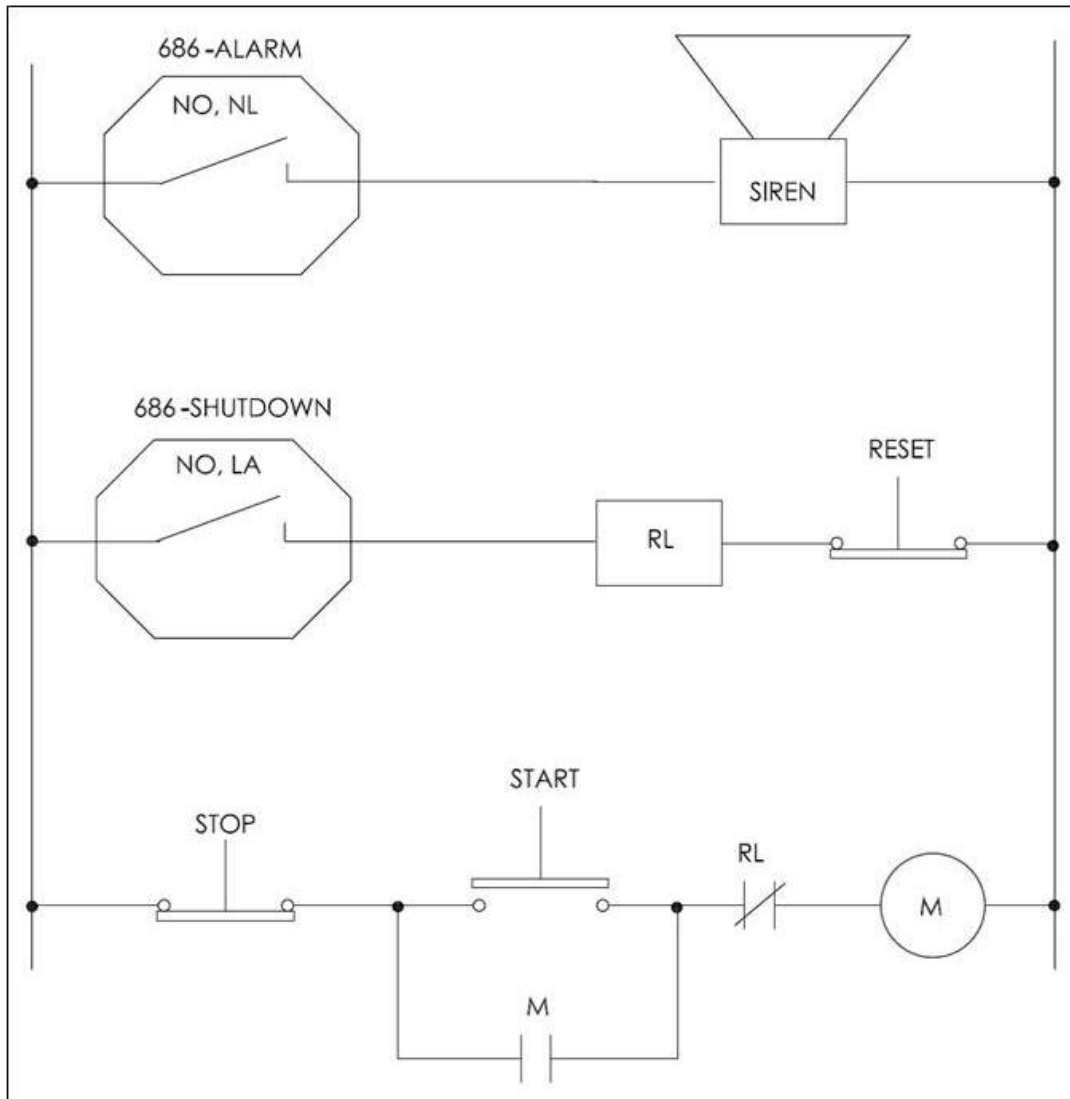 686-ALARM
NO, NL
SIREN
686-SHUTDOWN
NO, LA
RESET
RL
START
STOP
RL
M
M